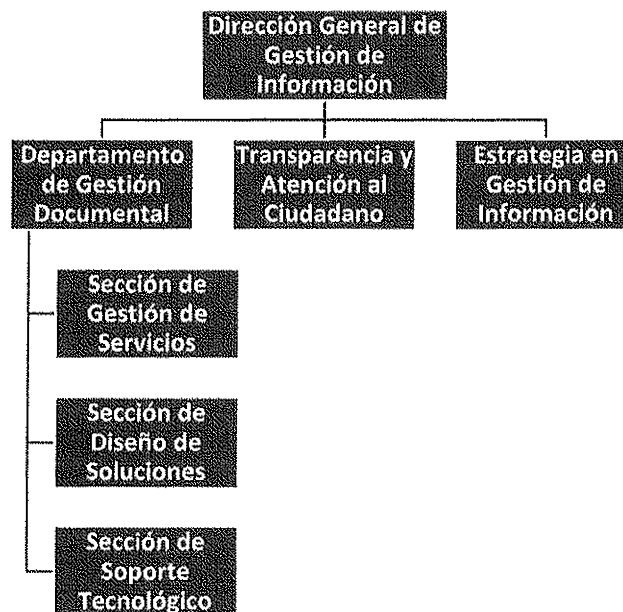 Dirección General de
Gestión de
Información
Departamento
de Gestión
Documental
Transparencia y
Atención al
Ciudadano
Estrategia en
Gestión de
Información
Sección de
Gestión de
Servicios
Sección de
Diseño de
Soluciones
Sección de
Soporte
Tecnológico